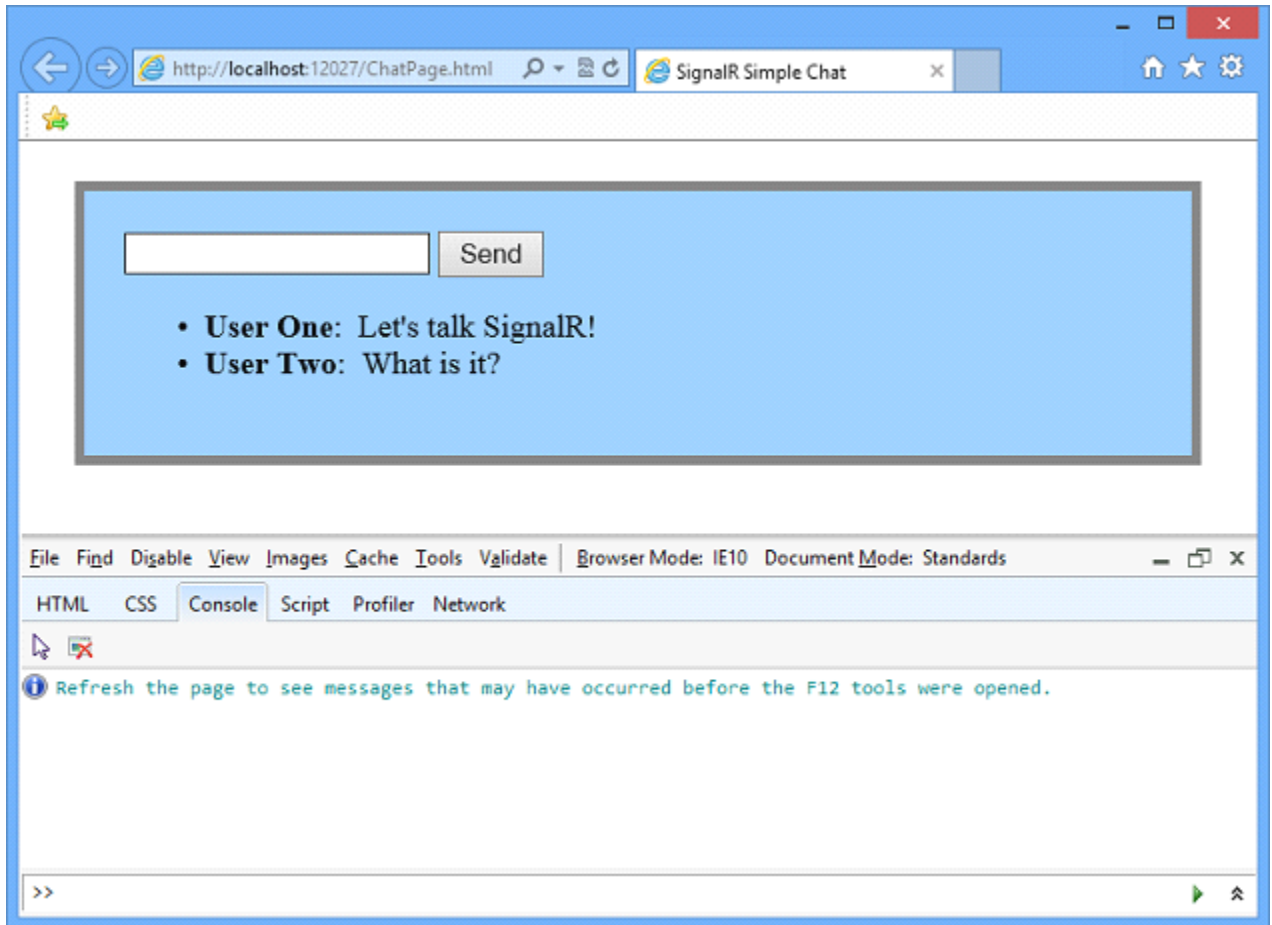 http://localhost:12027/ChatPage.html
SignalR Simple Chat
Send
• User One: Let's talk SignalR!
• User Two: What is it?
File Find Disable View Images Cache Tools Validate Browser Mode: IE10 Document Mode: Standards
HTML CSS Console Script Profiler Network
Refresh the page to see messages that may have occurred before the F12 tools were opened.
>>